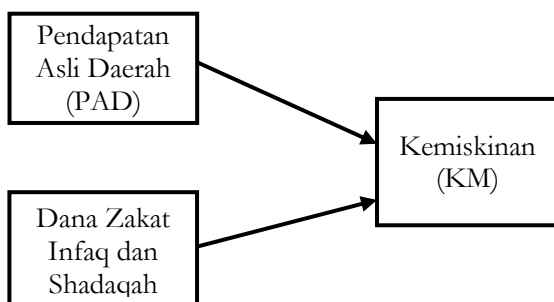 Pendapatan
Asli Daerah
(PAD)
Kemiskinan
(KM)
Dana Zakat
Infaq dan
Shadaqah